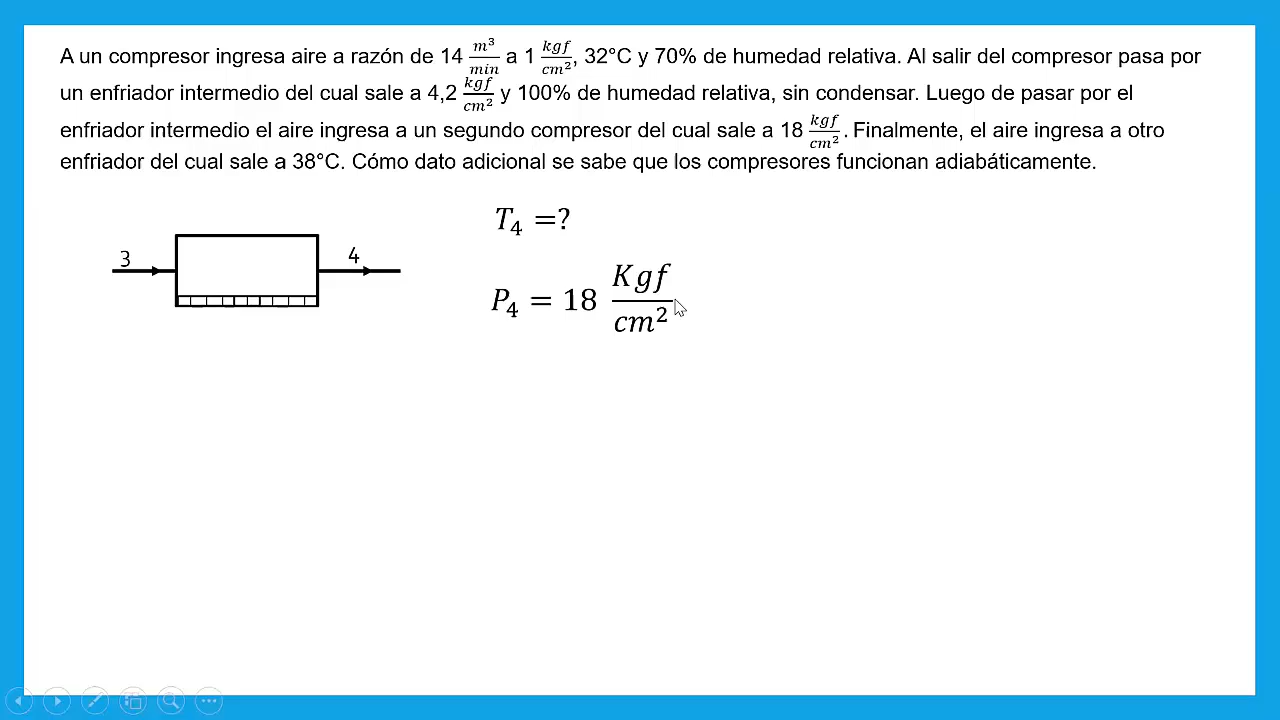 A un compresor ingresa aire a razón de 14 m³/min a 1 kgf/cm², 32°C y 70% de humedad relativa. Al salir del compresor pasa por
un enfriador intermedio del cual sale a 4,2 kgf/cm² y 100% de humedad relativa, sin condensar. Luego de pasar por el
enfriador intermedio el aire ingresa a un segundo compresor del cual sale a 18 kgf/cm². Finalmente, el aire ingresa a otro
enfriador del cual sale a 38°C. Cómo dato adicional se sabe que los compresores funcionan adiabáticamente.
T₄ =?
3
4
P₄ = 18 Kgf/cm²